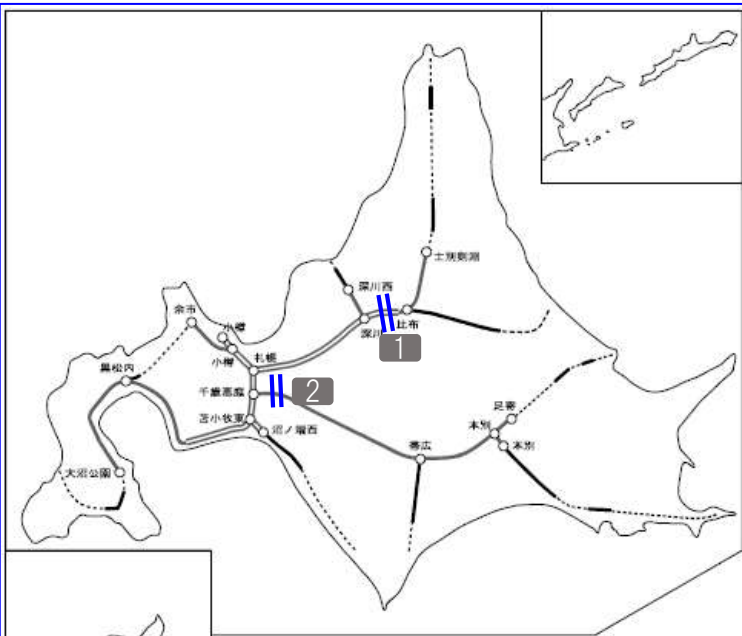 士別剣淵
深川西
比布
深川
1
余市
小樽
小樽
札幌
黒松内
千歳恵庭
2
苫小牧東
沼ノ端西
足寄
本別
本別
帯広
大沼公園